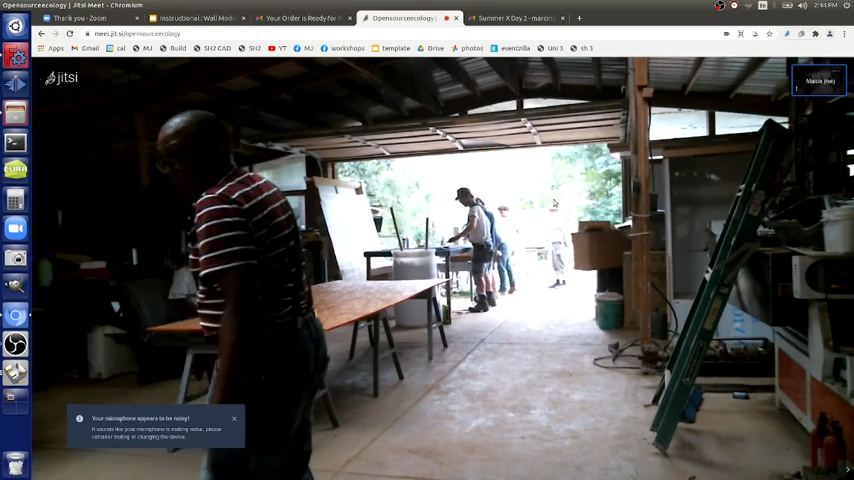 Opensourceecology | Jitsi Meet - Chromium
En
2:44 PM
Thank you - Zoom
Instructional: Wall Modu
Your Order is Ready for P
Opensourceecology | Jitsi
Summer X Day 2 - marcin
meet.jit.si/opensourceecology
Apps
Gmail
cal
MJ
Build
SH2 CAD
SH2
YT
MJ
workshops
template
Drive
photos
eventzilla
Uni 3
sh 3
jitsi
Marcin (me)
CURA
Your microphone appears to be noisy!
It sounds like your microphone is making noise, please
consider muting or changing the device.